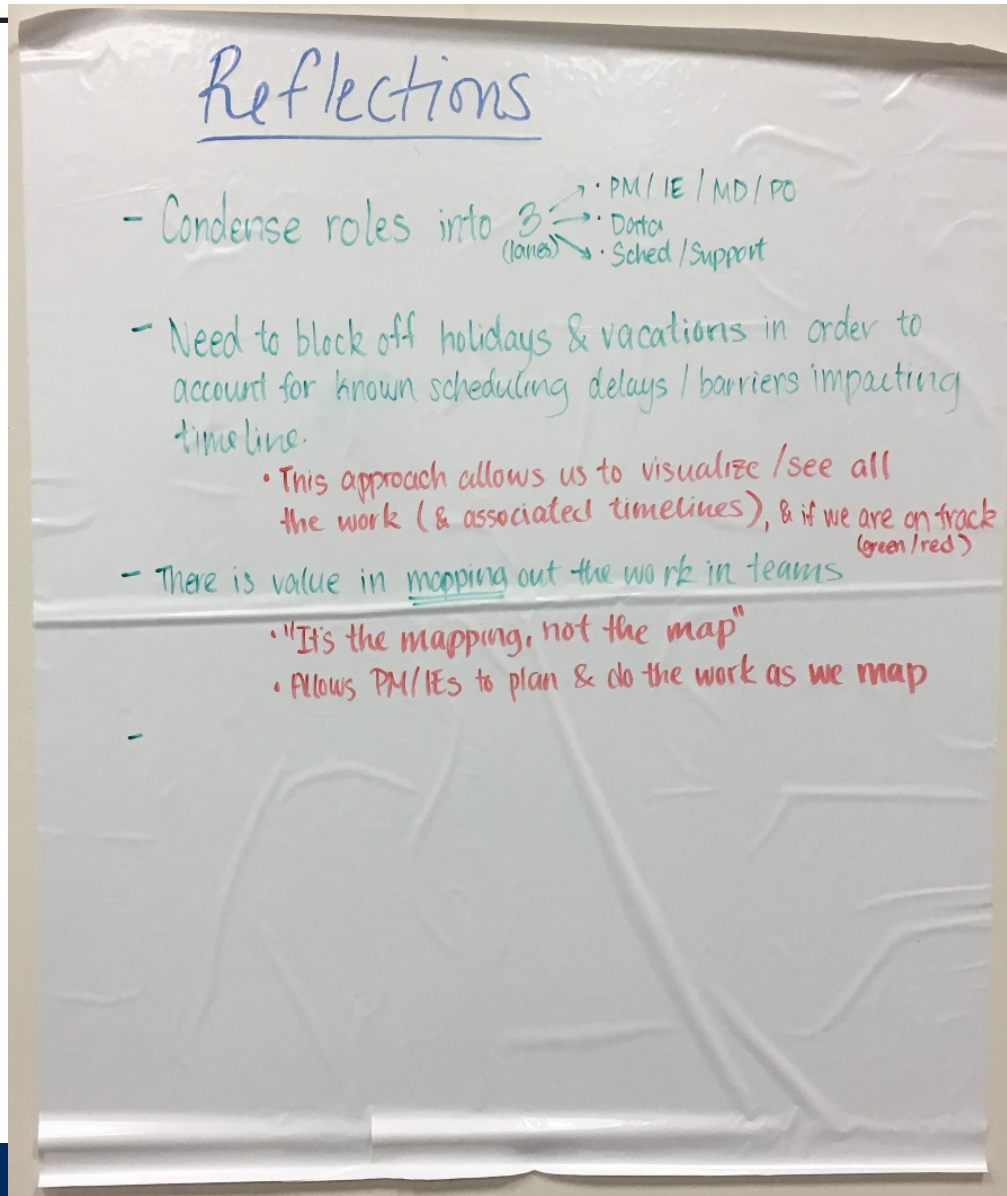 Reflections
- Condense roles into 3 (lanes)
· PM/IE/MD/PO
· Data
· Sched/Support
- Need to block off holidays & vacations in order to
account for known scheduling delays/barriers impacting
timeline.
· This approach allows us to visualize/see all
the work (& associated timelines), & if we are on track
(green/red)
- There is value in mapping out the work in teams
· "It's the mapping, not the map"
· Allows PM/IEs to plan & do the work as we map
-